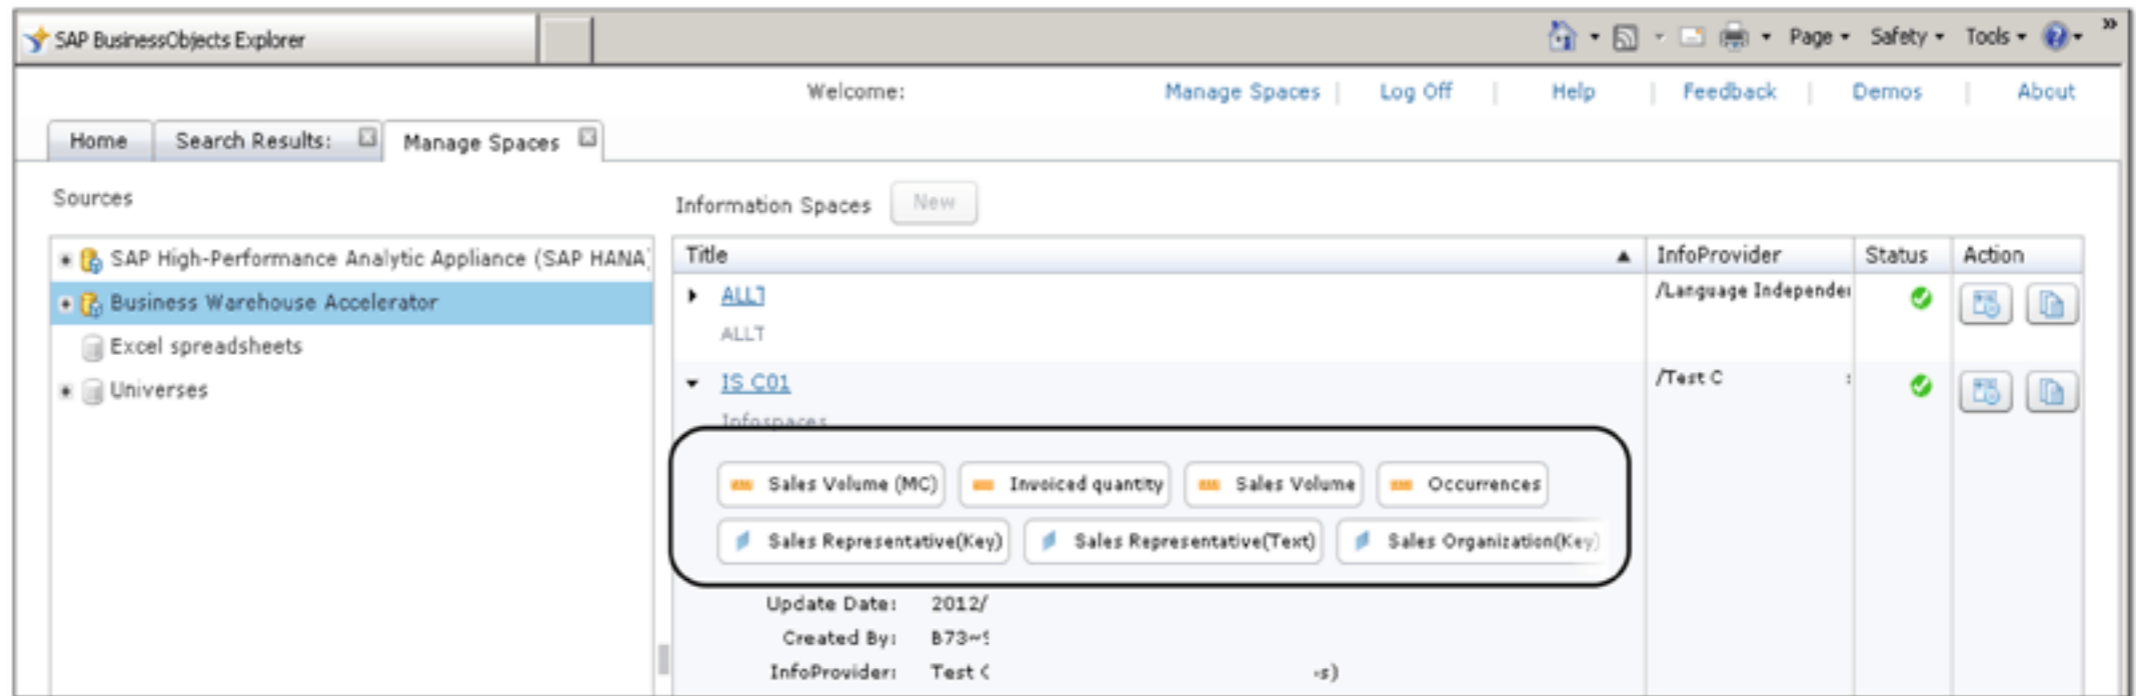 SAP BusinessObjects Explorer
Page Safety Tools »
Welcome: Manage Spaces | Log Off | Help | Feedback | Demos | About
Home Search Results: Manage Spaces
Sources
Information Spaces New
SAP High-Performance Analytic Appliance (SAP HANA)
Business Warehouse Accelerator
Excel spreadsheets
Universes
Title InfoProvider Status Action
ALLT /Language Independen
ALLT
IS C01 /Test C
Infospaces
Sales Volume (MC) Invoiced quantity Sales Volume Occurrences
Sales Representative(Key) Sales Representative(Text) Sales Organization(Key)
Update Date: 2012/
Created By: B73~
InfoProvider: Test -s)